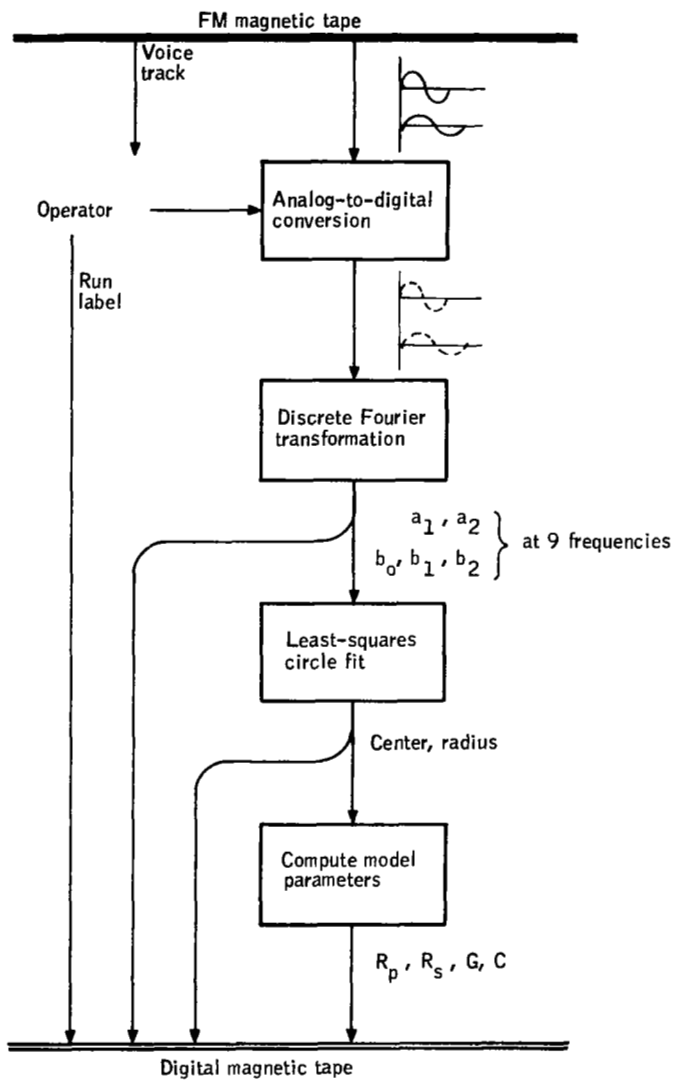 FM magnetic tape
Voice
track
Analog-to-digital
conversion
Operator
Run
label
Discrete Fourier
transformation
a1, a2
bo, b1, b2
at 9 frequencies
Least-squares
circle fit
Center, radius
Compute model
parameters
Rp, Rs, G, C
Digital magnetic tape